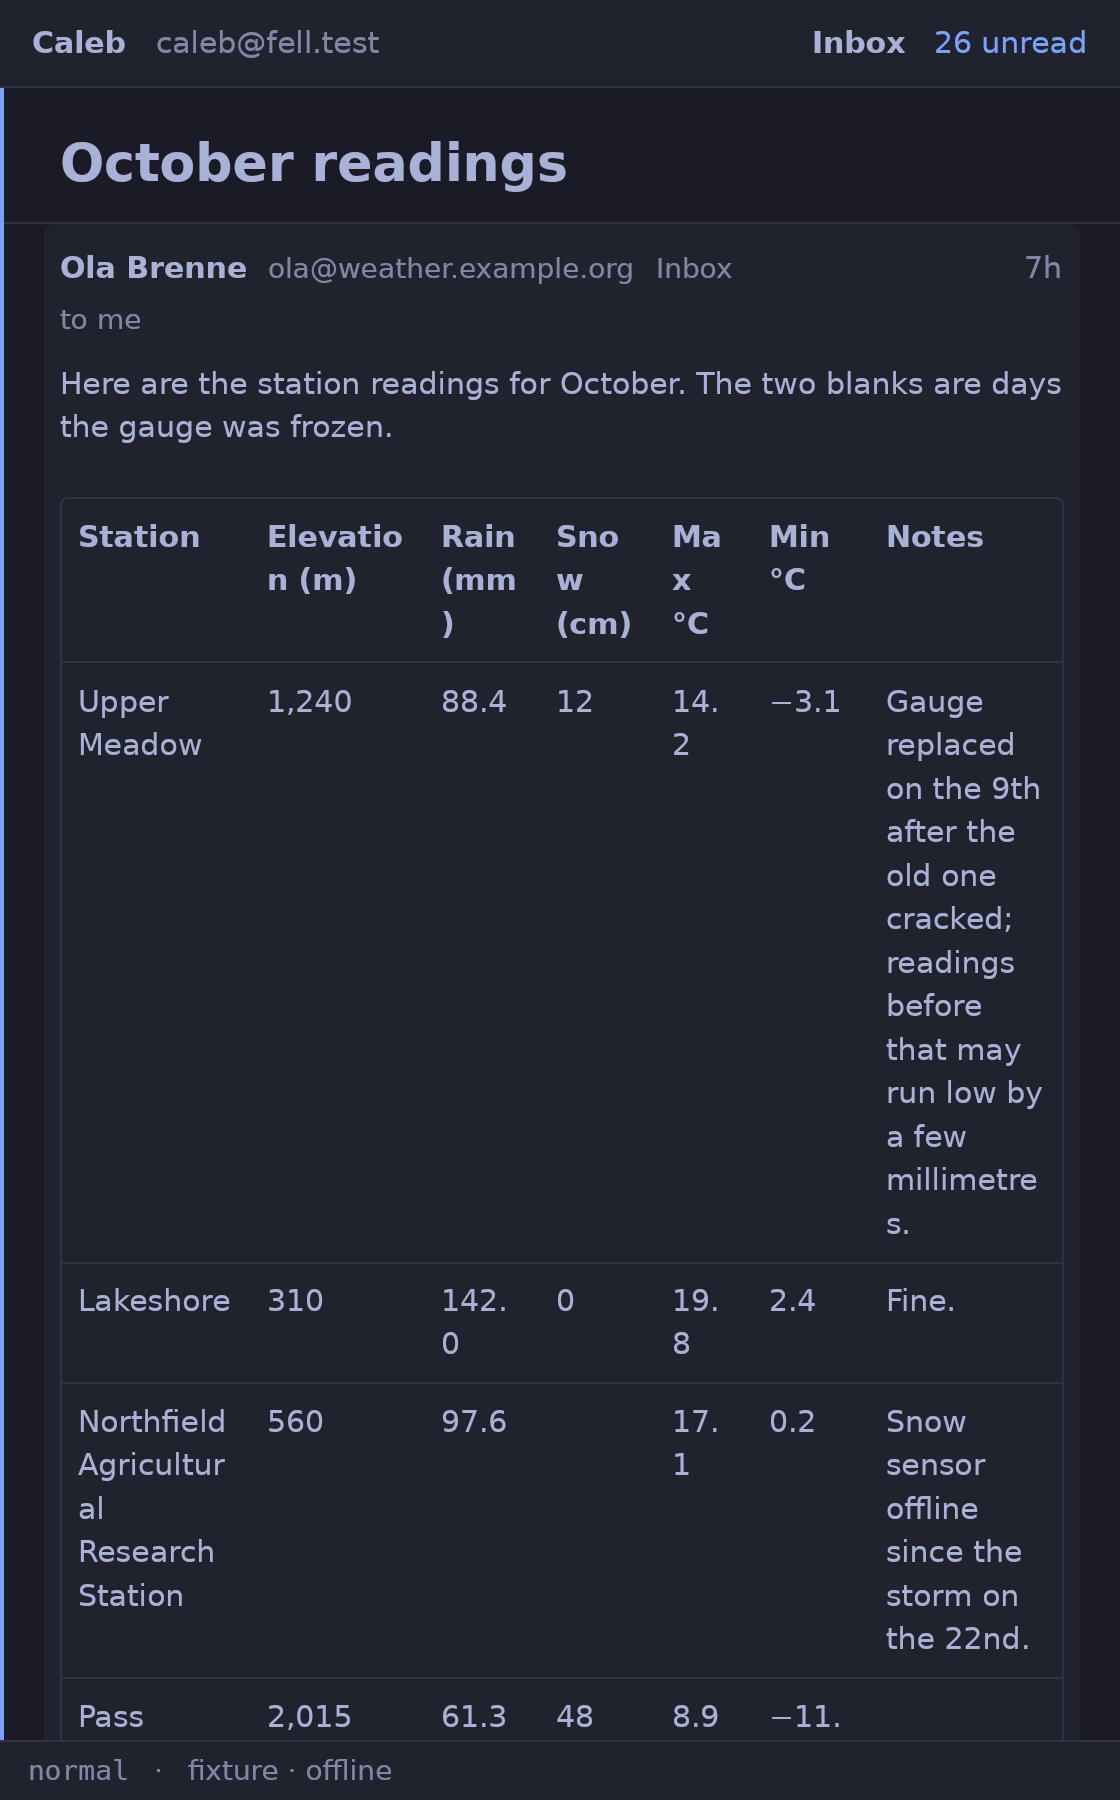 Caleb caleb@fell.test Inbox 26 unread
October readings
Ola Brenne ola@weather.example.org Inbox 7h
to me
Here are the station readings for October. The two blanks are days
the gauge was frozen.
Station Elevatio Rain Sno Ma Min Notes
n (m) (mm w x °C
) (cm) °C
Upper 1,240 88.4 12 14. −3.1 Gauge
Meadow 2 replaced
on the 9th
after the
old one
cracked;
readings
before
that may
run low by
a few
millimetre
s.
Lakeshore 310 142. 0 19. 2.4 Fine.
0 8
Northfield 560 97.6 17. 0.2 Snow
Agricultur 1 sensor
al offline
Research since the
Station storm on
the 22nd.
Pass 2,015 61.3 48 8.9 −11.
normal · fixture · offline